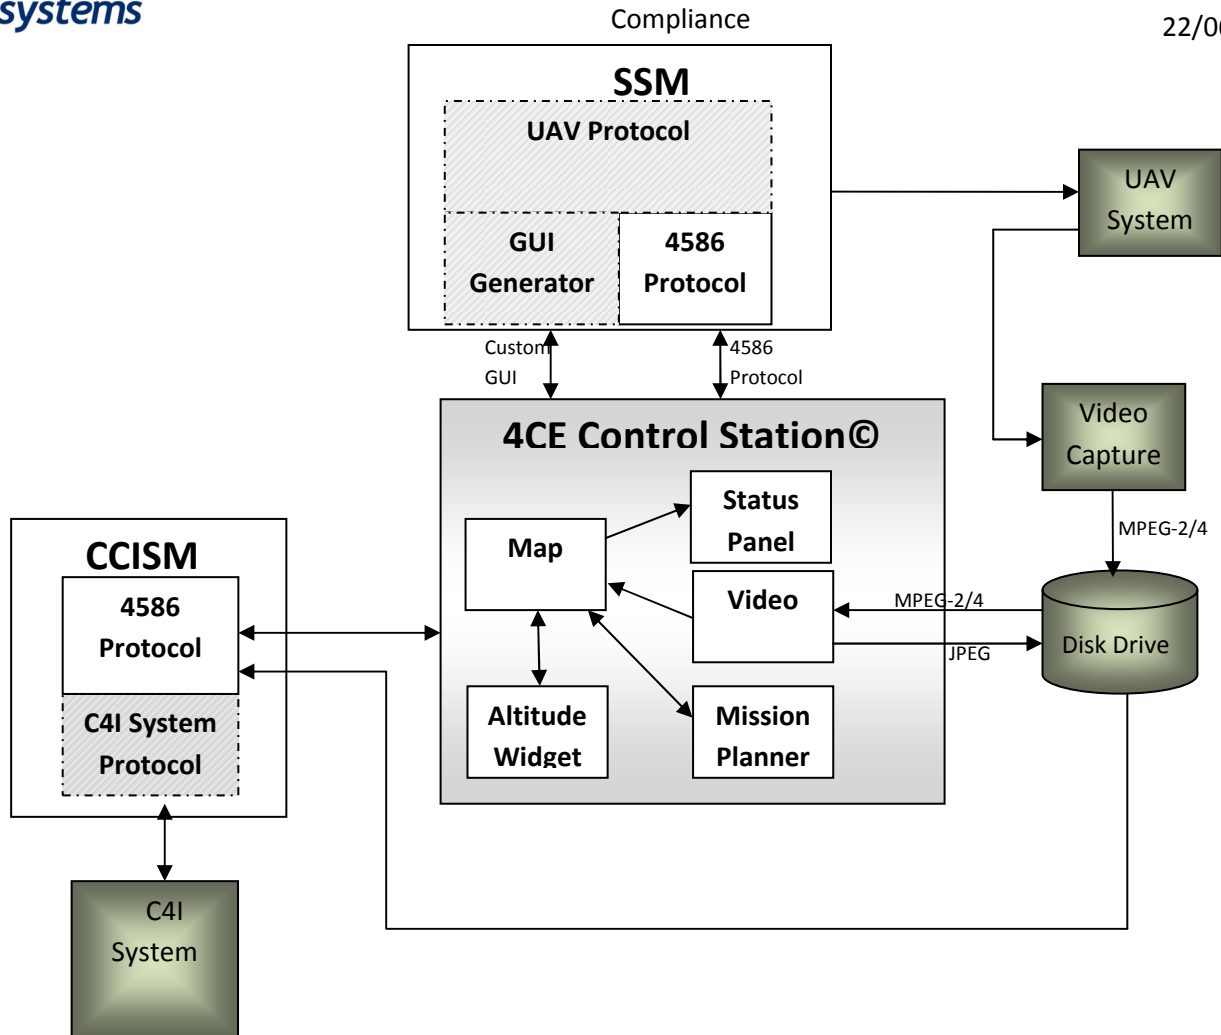 systems
Compliance
22/0
SSM
UAV Protocol
GUI
Generator
4586
Protocol
UAV
System
Custom
GUI
4586
Protocol
4CE Control Station©
Video
Capture
Status
Panel
Map
MPEG-2/4
CCISM
4586
Protocol
Video
MPEG-2/4
JPEG
Disk Drive
C4I System
Protocol
Altitude
Widget
Mission
Planner
C4I
System